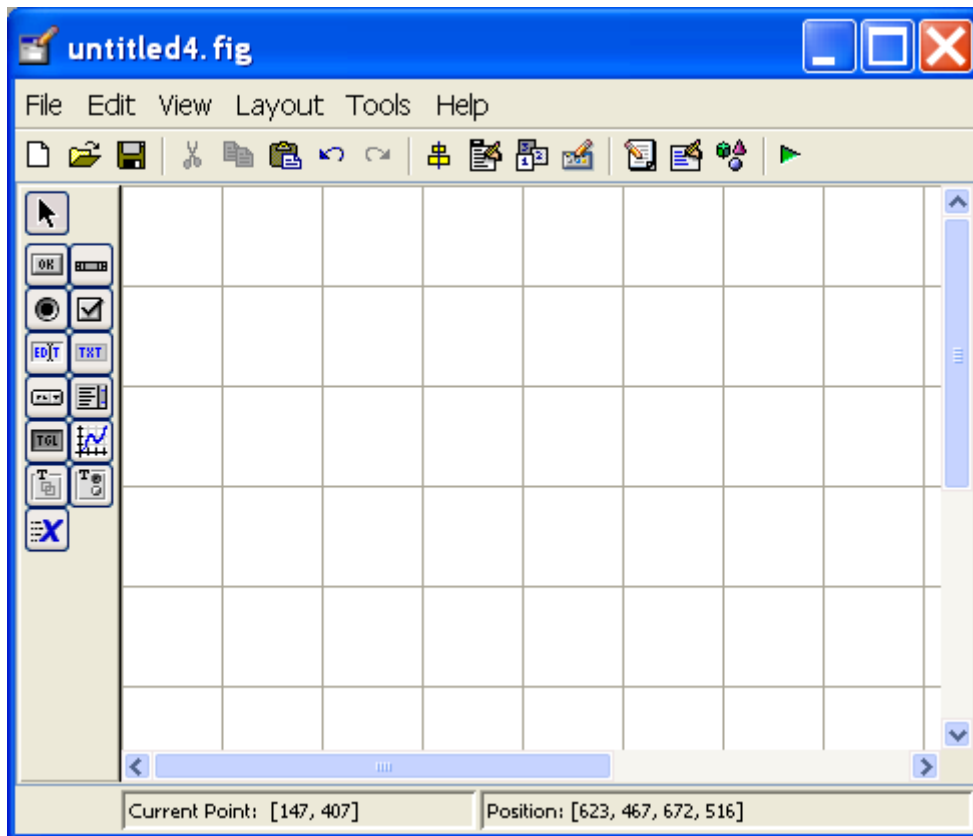 untitled4.fig
File Edit View Layout Tools Help
OK
EDIT TXT
TGL
T T
X
Current Point: [147, 407] Position: [623, 467, 672, 516]